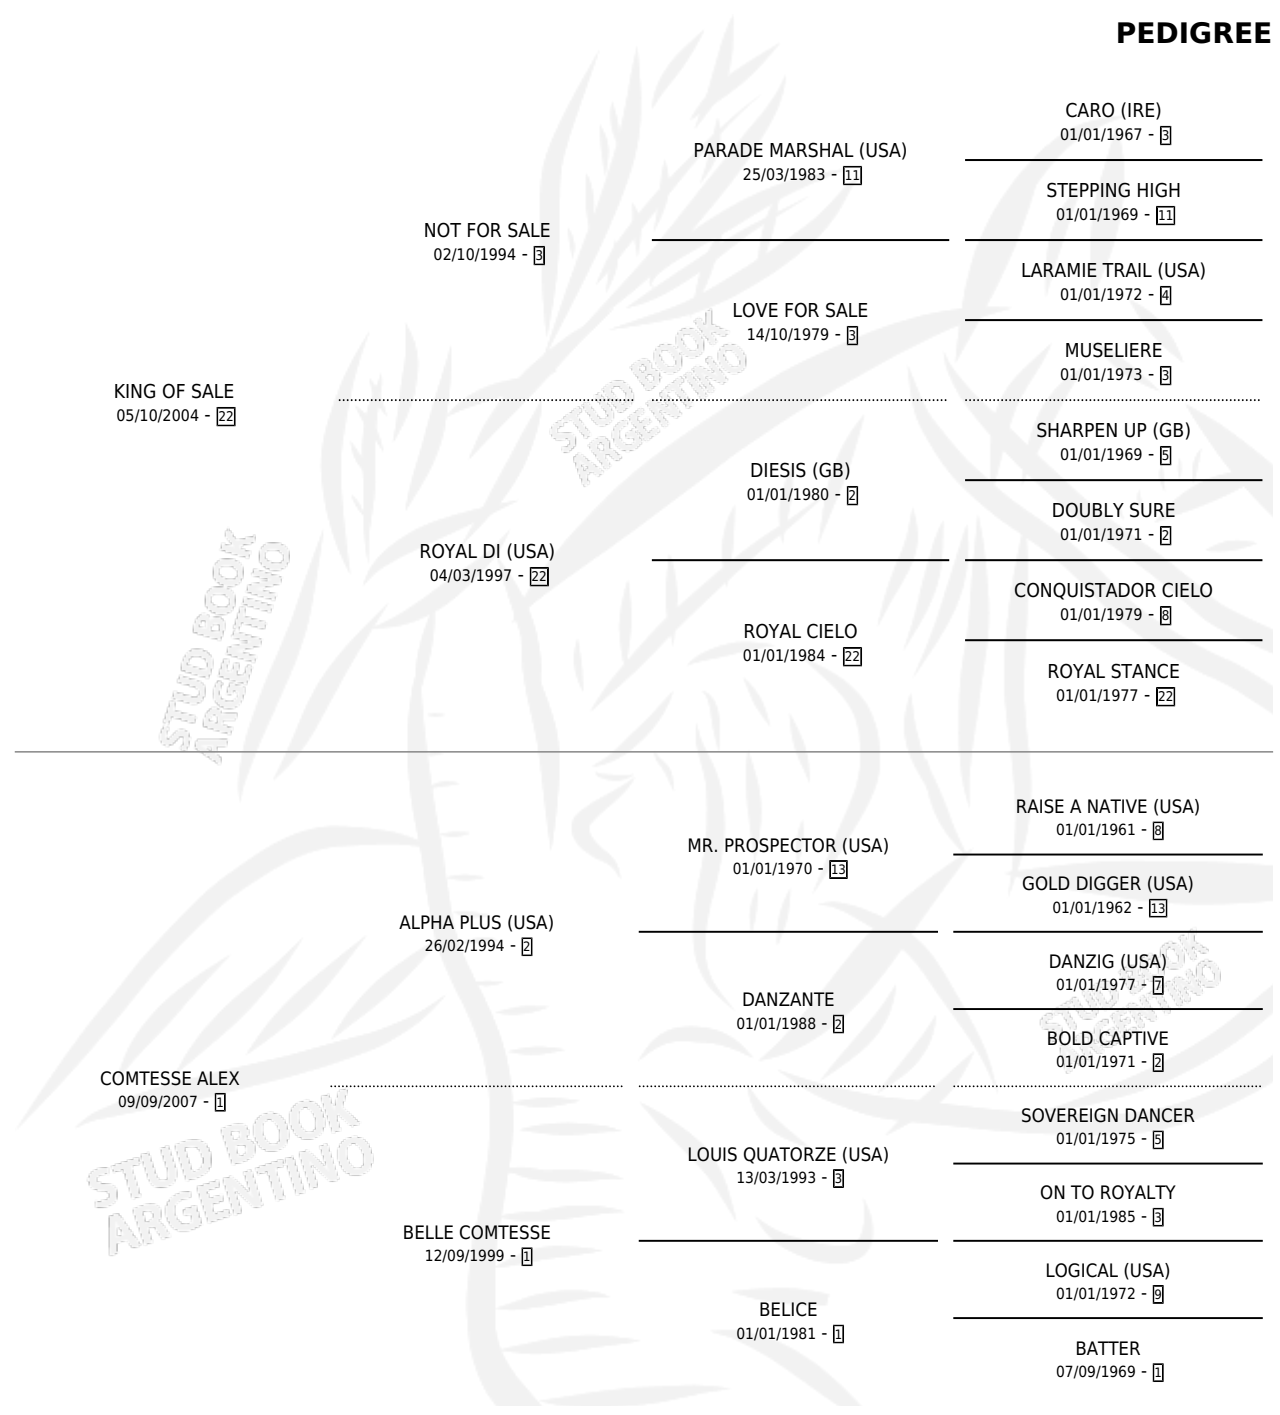 PEDIGREE
CARO (IRE)
01/01/1967 - 3
PARADE MARSHAL (USA)
25/03/1983 - 11
STEPPING HIGH
01/01/1969 - 11
NOT FOR SALE
02/10/1994 - 3
LARAMIE TRAIL (USA)
01/01/1972 - 4
LOVE FOR SALE
14/10/1979 - 3
MUSELIERE
01/01/1973 - 3
KING OF SALE
05/10/2004 - 22
SHARPEN UP (GB)
01/01/1969 - 5
DIESIS (GB)
01/01/1980 - 2
DOUBLY SURE
01/01/1971 - 2
ROYAL DI (USA)
04/03/1997 - 22
CONQUISTADOR CIELO
01/01/1979 - 8
ROYAL CIELO
01/01/1984 - 22
ROYAL STANCE
01/01/1977 - 22
RAISE A NATIVE (USA)
01/01/1961 - 8
MR. PROSPECTOR (USA)
01/01/1970 - 13
GOLD DIGGER (USA)
01/01/1962 - 13
ALPHA PLUS (USA)
26/02/1994 - 2
DANZIG (USA)
01/01/1977 - 7
DANZANTE
01/01/1988 - 2
BOLD CAPTIVE
01/01/1971 - 2
COMTESSE ALEX
09/09/2007 - 1
SOVEREIGN DANCER
01/01/1975 - 5
LOUIS QUATORZE (USA)
13/03/1993 - 3
ON TO ROYALTY
01/01/1985 - 3
BELLE COMTESSE
12/09/1999 - 1
LOGICAL (USA)
01/01/1972 - 9
BELICE
01/01/1981 - 1
BATTER
07/09/1969 - 1
STUD BOOK
ARGENTINO
STUD BOOK
ARGENTINO
STUD BOOK
ARGENTINO
STUD BOOK
ARGENTINO